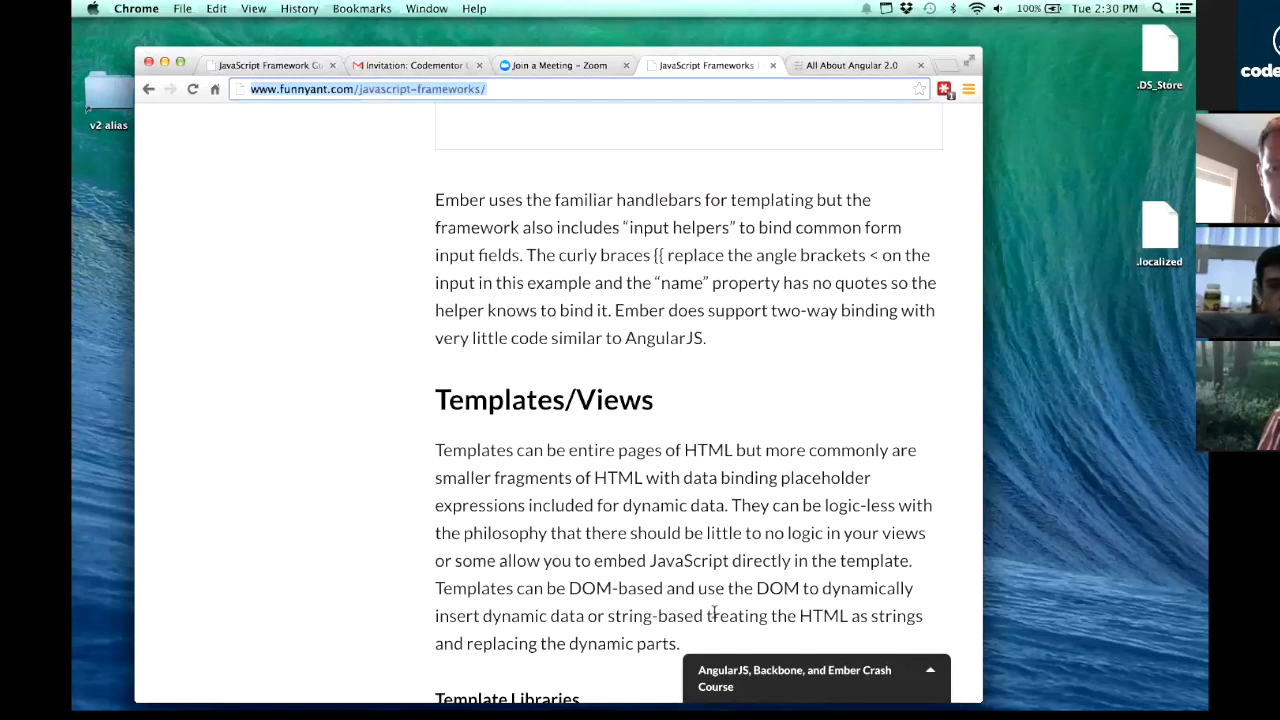 Chrome File Edit View History Bookmarks Window Help 100% Tue 2:30 PM
JavaScript Framework Gu Invitation: Codementor C Join a Meeting – Zoom JavaScript Frameworks All About Angular 2.0
www.funnyant.com/javascript-frameworks/
code
.DS_Store
v2 alias
.localized
Ember uses the familiar handlebars for templating but the
framework also includes “input helpers” to bind common form
input fields. The curly braces {{ replace the angle brackets < on the
input in this example and the “name” property has no quotes so the
helper knows to bind it. Ember does support two-way binding with
very little code similar to AngularJS.
Templates/Views
Templates can be entire pages of HTML but more commonly are
smaller fragments of HTML with data binding placeholder
expressions included for dynamic data. They can be logic-less with
the philosophy that there should be little to no logic in your views
or some allow you to embed JavaScript directly in the template.
Templates can be DOM-based and use the DOM to dynamically
insert dynamic data or string-based treating the HTML as strings
and replacing the dynamic parts.
Template Libraries
AngularJS, Backbone, and Ember Crash
Course